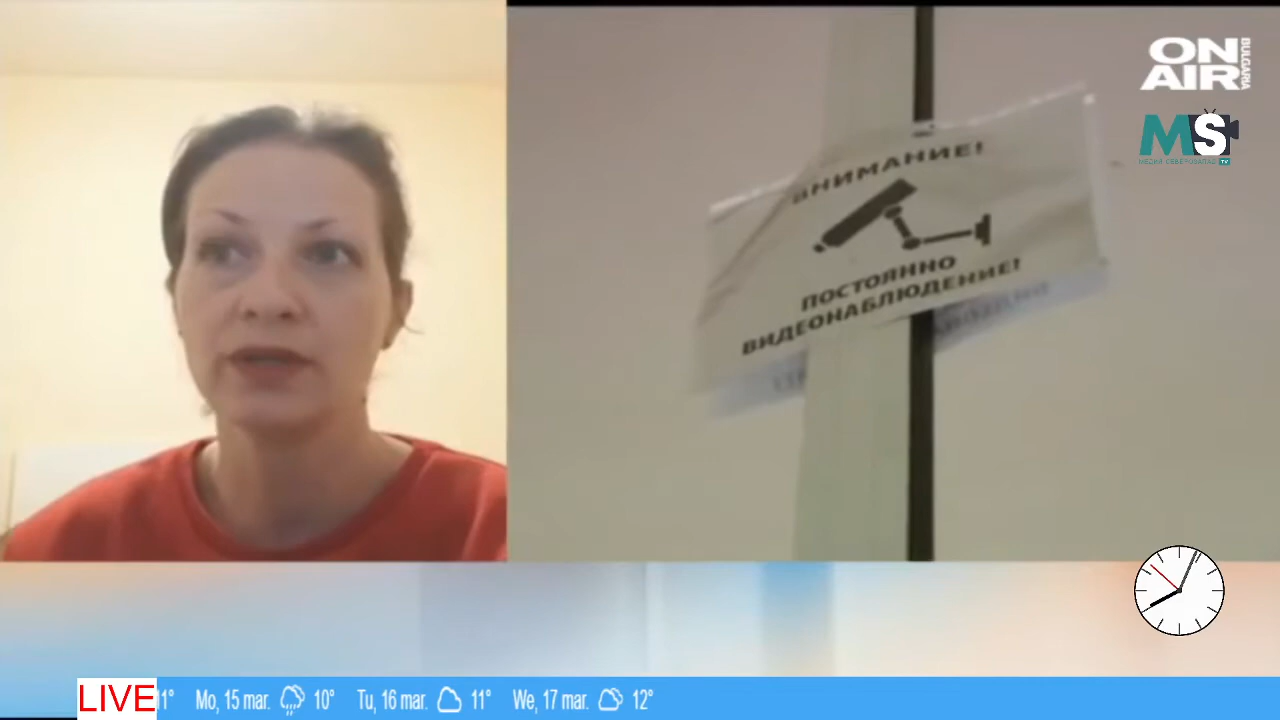 ON
AIR
BULGARIA
MS
МЕДИЯ СЕВЕРОЗАПАД TV
ВНИМАНИЕ!
ПОСТОЯННО
ВИДЕОНАБЛЮДЕНИЕ!
LIVE 11° Mo, 15 mar. 10° Tu, 16 mar. 11° We, 17 mar. 12°